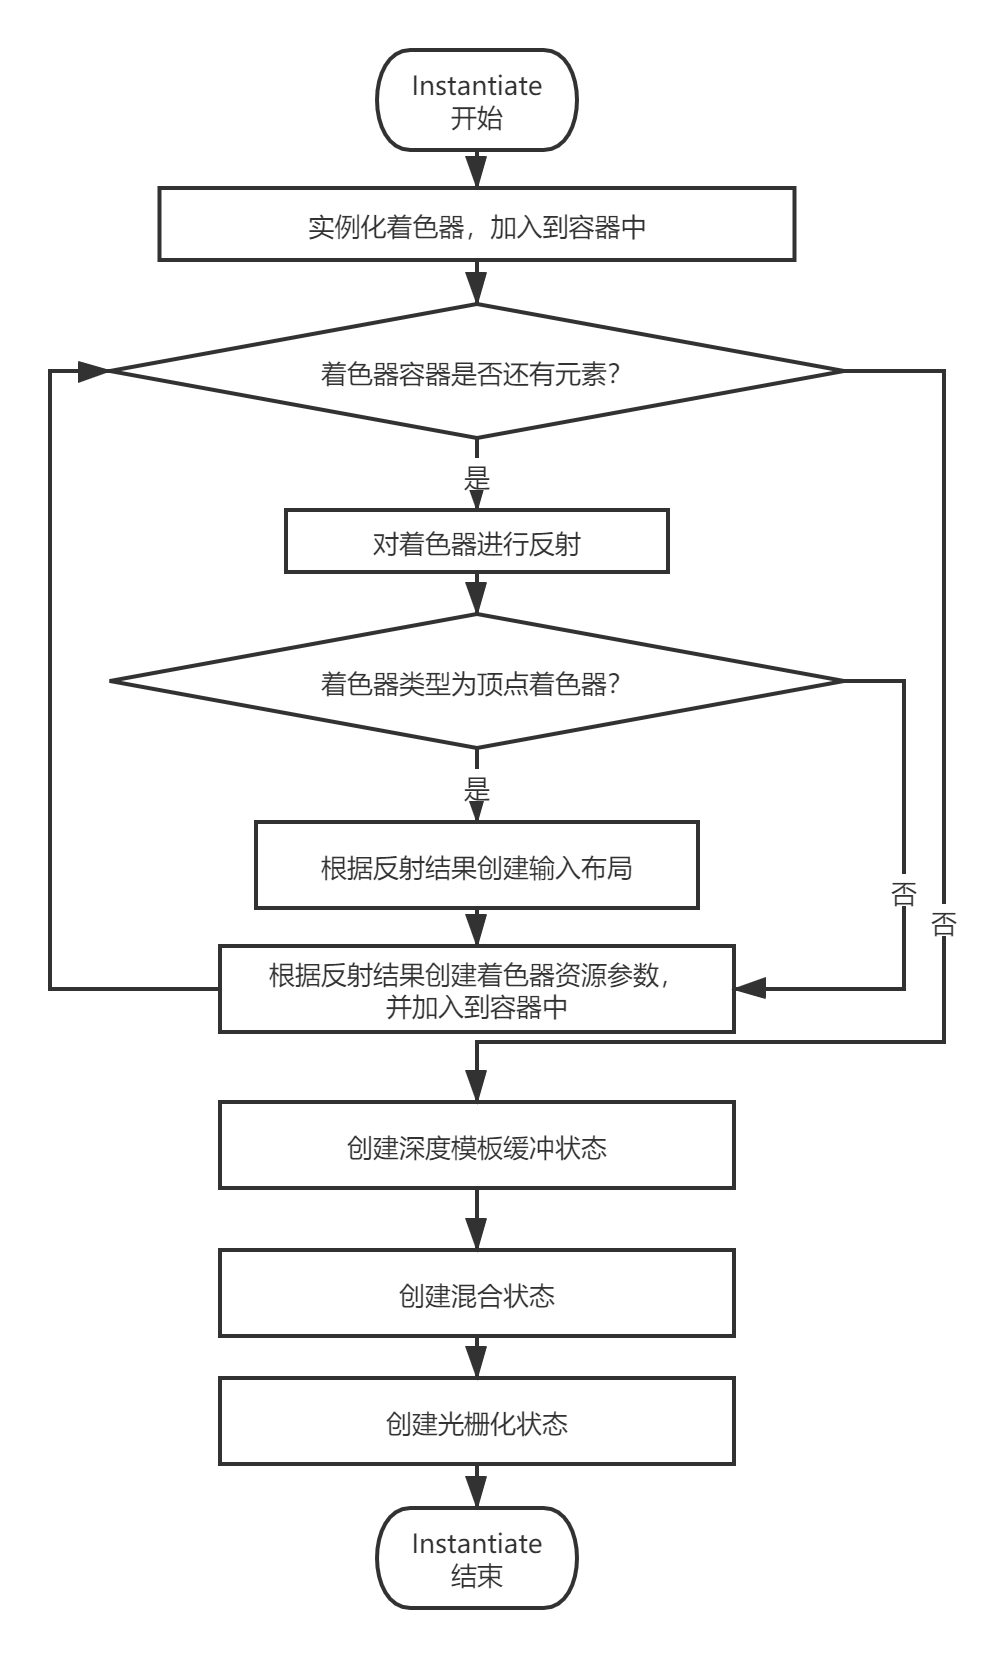 Instantiate
开始
实例化着色器，加入到容器中
着色器容器是否还有元素？
是
对着色器进行反射
着色器类型为顶点着色器？
是
根据反射结果创建输入布局
否
否
根据反射结果创建着色器资源参数，
并加入到容器中
创建深度模板缓冲状态
创建混合状态
创建光栅化状态
Instantiate
结束